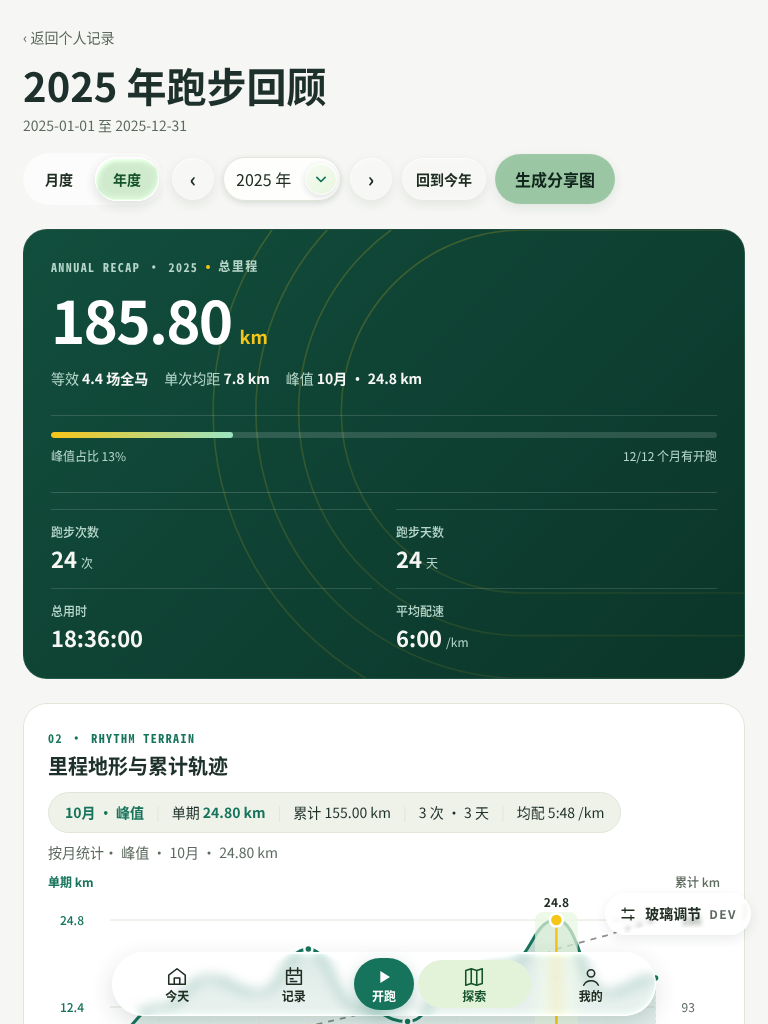 ‹ 返回个人记录
2025 年跑步回顾
2025-01-01 至 2025-12-31
月度 年度 ‹ 2025 年 › 回到今年 生成分享图
ANNUAL RECAP · 2025 • 总里程
185.80 km
等效 4.4 场全马 单次均距 7.8 km 峰值 10月 · 24.8 km
峰值占比 13% 12/12 个月有开跑
跑步次数 跑步天数
24 次 24 天
总用时 平均配速
18:36:00 6:00 /km
02 · RHYTHM TERRAIN
里程地形与累计轨迹
10月 · 峰值 单期 24.80 km 累计 155.00 km 3 次 · 3 天 均配 5:48 /km
按月统计 · 峰值 · 10月 · 24.80 km
单期 km 累计 km
24.8
24.8
玻璃调节 DEV
今天 记录 开跑 探索 我的
12.4 93